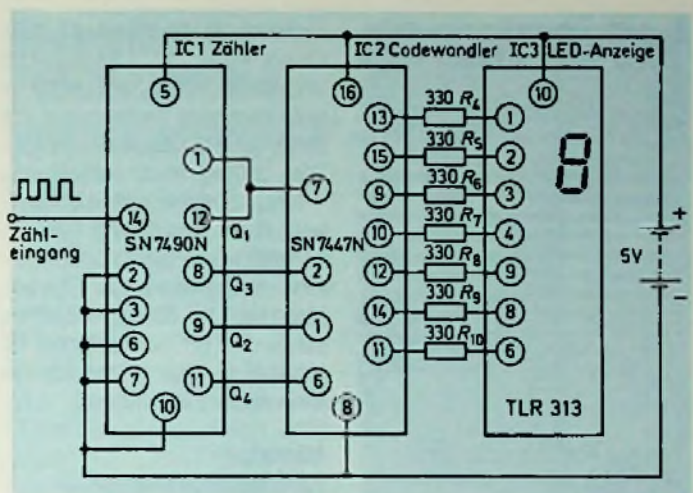 IC1 Zähler
IC2 Codewandler
IC3 LED-Anzeige
5
16
10
13
330 R4
1
1
15
330 R5
2
7
9
330 R6
3
14
12
10
330 R7
4
Zähl-
eingang
SN7490N
Q1
SN7447N
12
330 R8
9
5V
+
−
2
8
Q3
2
14
330 R9
8
3
9
Q2
1
11
330 R10
6
6
7
11
Q4
6
10
8
TLR 313
8